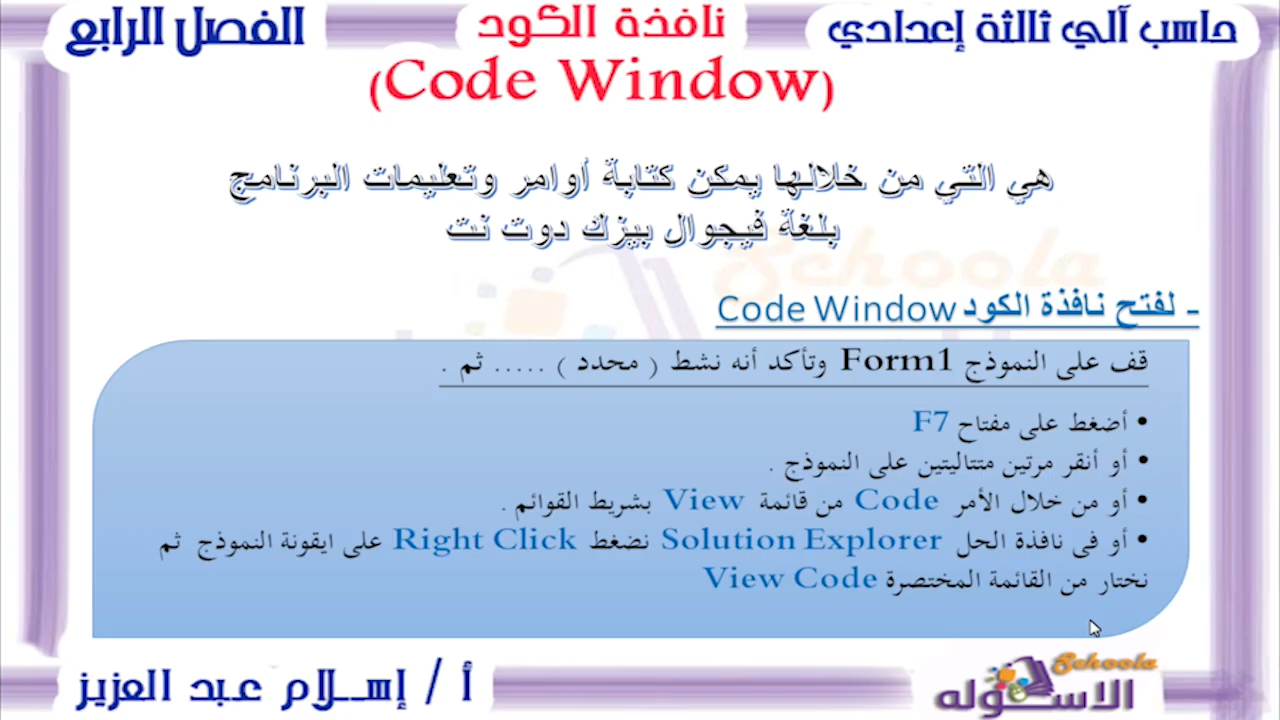 حاسب آلي ثالثة إعدادي
نافذة الكود
الفصل الرابع
(Code Window)
هي التي من خلالها يمكن كتابة أوامر وتعليمات البرنامج
بلغة فيجوال بيزك دوت نت
Schoola
- لفتح نافذة الكود Code Window
قف على النموذج Form1 وتأكد أنه نشط ( محدد ) ..... ثم .
• أضغط على مفتاح F7
• أو أنقر مرتين متتاليتين على النموذج .
• أو من خلال الأمر Code من قائمة View بشريط القوائم .
• أو فى نافذة الحل Solution Explorer نضغط Right Click على ايقونة النموذج ثم
نختار من القائمة المختصرة View Code
Schoola
الاسكوله
أ / إسلام عبد العزيز